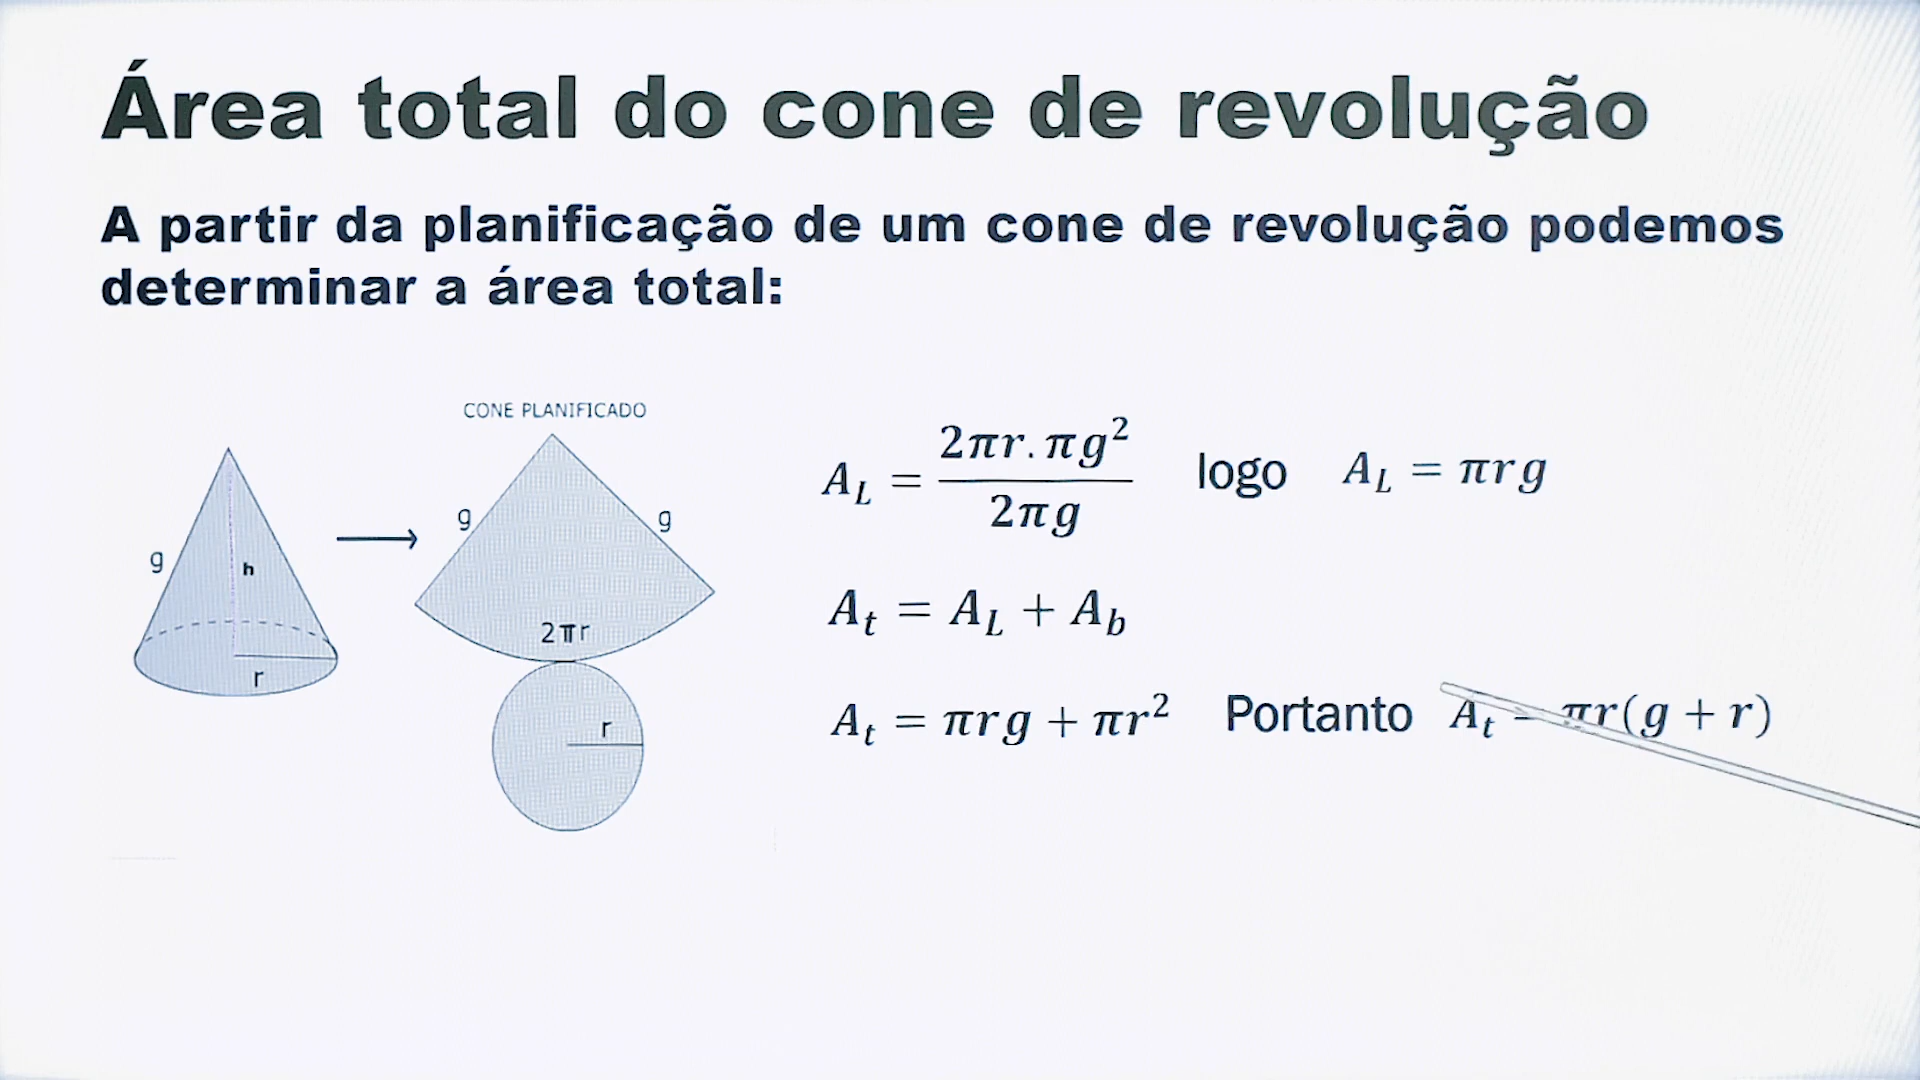 Área total do cone de revolução
A partir da planificação de um cone de revolução podemos
determinar a área total:
CONE PLANIFICADO
g
h
r
g
g
2πr
r
A_L = \frac{2πr. πg^2}{2πg} logo A_L = πrg
A_t = A_L + A_b
A_t = πrg + πr^2 Portanto A_t = πr(g + r)